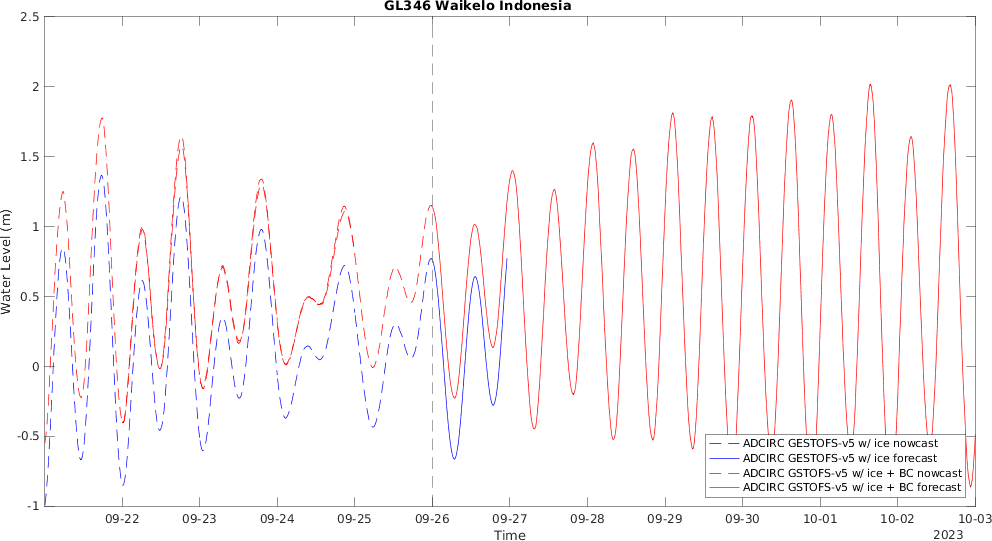 GL346 Waikelo Indonesia
2.5
2
1.5
1
0.5
0
-0.5
-1
Water Level (m)
09-22 09-23 09-24 09-25 09-26 09-27 09-28 09-29 09-30 10-01 10-02 10-03
Time
2023
ADCIRC GESTOFS-v5 w/ ice nowcast
ADCIRC GESTOFS-v5 w/ ice forecast
ADCIRC GSTOFS-v5 w/ ice + BC nowcast
ADCIRC GSTOFS-v5 w/ ice + BC forecast